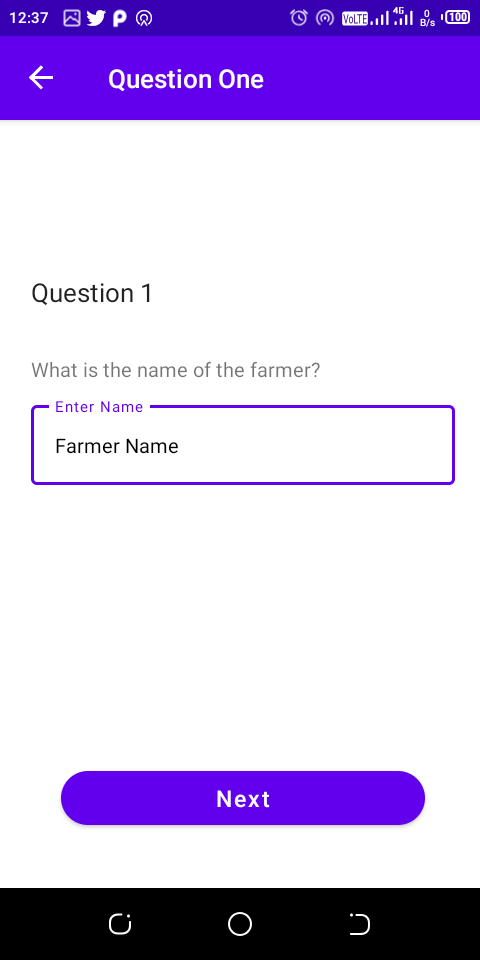 12:37 VoLTE 4G 0 B/s 100
Question One
Question 1
What is the name of the farmer?
Enter Name
Farmer Name
Next